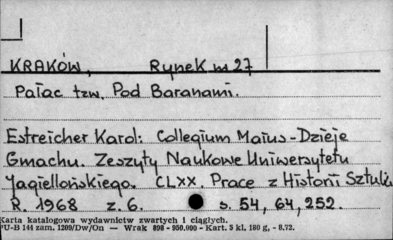 KRAKÓW, Rynek nr 27
Pałac tzw. Pod Baranami.
Estreicher Karol: Collegium Maius - Dzieje
Gmachu. Zeszyty Naukowe Uniwersytetu
Jagiellońskiego. CLXX. Prace z Historii Sztuki
R. 1968 z. 6. s. 54, 64, 252.
Karta katalogowa wydawnictw zwartych i ciągłych.
PU-B 144 zam. 1209/Dw/On — Wrak 898 - 950.000 - Kart. 5 kl. 180 g. - 8.73.